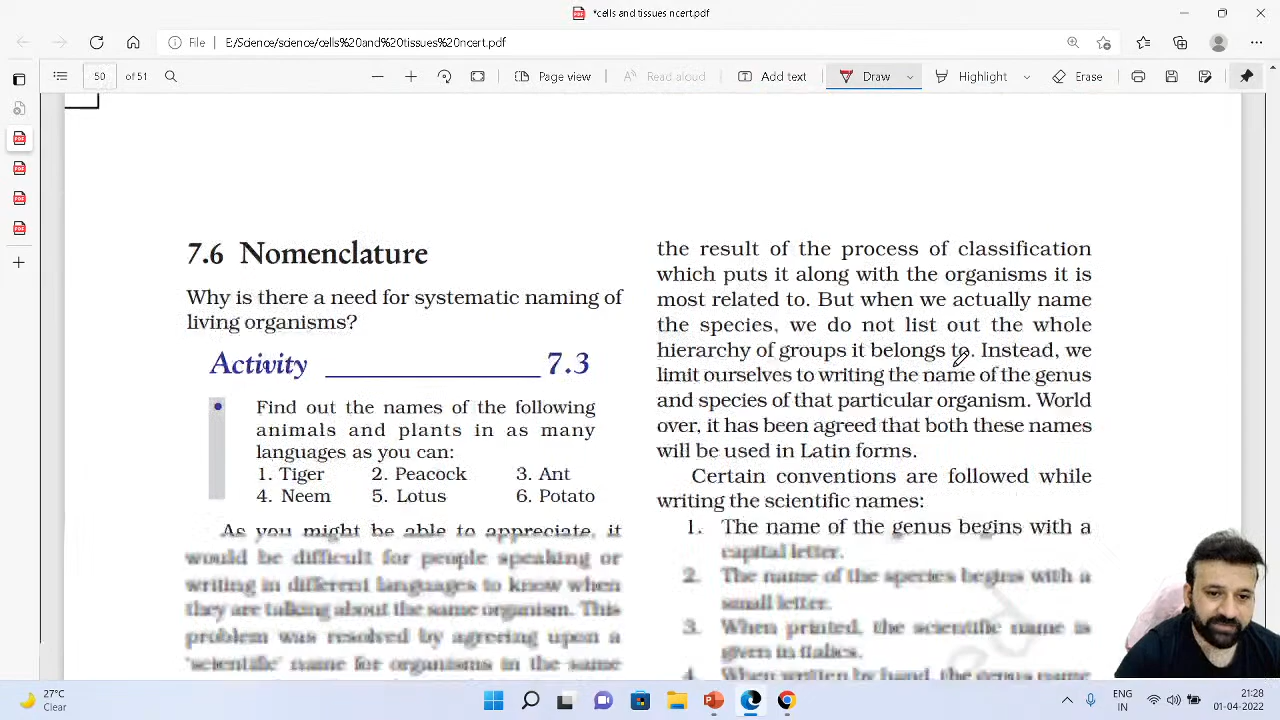 *cells and tissues ncert.pdf
File
E:/Science/science/cells%20and%20tissues%20ncert.pdf
50
Page view
Read aloud
Add text
Draw
Highlight
Erase
7.6 Nomenclature
Why is there a need for systematic naming of
living organisms?
Activity 7.3
Find out the names of the following
animals and plants in as many
languages as you can:
1. Tiger 2. Peacock 3. Ant
4. Neem 5. Lotus 6. Potato
As you might be able to appreciate, it
would be difficult for people speaking or
writing in different languages to know when
they are talking about the same organism. This
problem was resolved by agreeing upon a
'scientific' name for organisms in the same
the result of the process of classification
which puts it along with the organisms it is
most related to. But when we actually name
the species, we do not list out the whole
hierarchy of groups it belongs to. Instead, we
limit ourselves to writing the name of the genus
and species of that particular organism. World
over, it has been agreed that both these names
will be used in Latin forms.
Certain conventions are followed while
writing the scientific names:
1. The name of the genus begins with a
capital letter.
2. The name of the species begins with a
small letter.
3. When printed, the scientific name is
given in italics.
4. When written by hand, the genus name
27°C
ENG
IN
21:28
01-04-2022